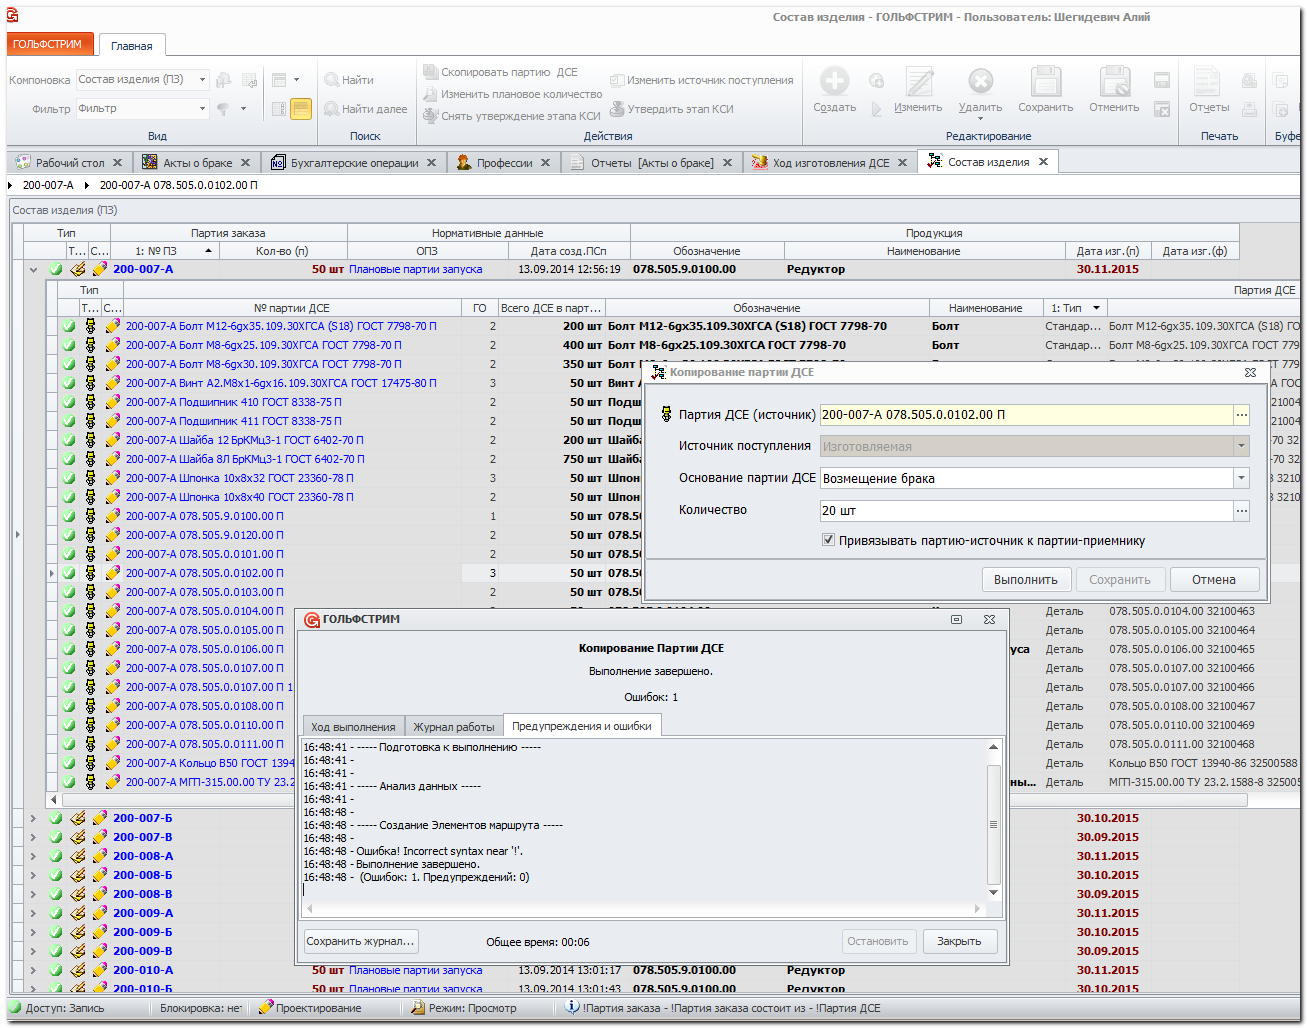 Состав изделия - ГОЛЬФСТРИМ - Пользователь: Шегидевич Алий
ГОЛЬФСТРИМ Главная
Компоновка Состав изделия (ПЗ)
Фильтр Фильтр
Вид
Найти
Найти далее
Поиск
Скопировать партию ДСЕ
Изменить плановое количество
Снять утверждение этапа КСИ
Изменить источник поступления
Утвердить этап КСИ
Действия
Создать Изменить Удалить Сохранить Отменить
Редактирование
Отчеты
Печать
Буфе
Рабочий стол Акты о браке Бухгалтерские операции Профессии Отчеты [Акты о браке] Ход изготовления ДСЕ Состав изделия
200-007-А 200-007-А 078.505.0.0102.00 П
Состав изделия (ПЗ)
Тип Партия заказа Нормативные данные Продукция
Т... С... 1: № ПЗ Кол-во (п) ОПЗ Дата созд.ПСп Обозначение Наименование Дата изг.(п) Дата изг.(ф)
200-007-А 50 шт Плановые партии запуска 13.09.2014 12:56:19 078.505.9.0100.00 Редуктор 30.11.2015
Тип Партия ДСЕ
Т... С... № партии ДСЕ ГО Всего ДСЕ в парт... Обозначение Наименование 1: Тип
200-007-А Болт М12-6gx35.109.30ХГСА (S18) ГОСТ 7798-70 П 2 200 шт Болт М12-6gx35.109.30ХГСА (S18) ГОСТ 7798-70 Болт Стандар... Болт М12-6gx35.109.30ХГСА (S18) ГО
200-007-А Болт М8-6gx25.109.30ХГСА ГОСТ 7798-70 П 2 400 шт Болт М8-6gx25.109.30ХГСА ГОСТ 7798-70 Болт Стандар... Болт М8-6gx25.109.30ХГСА ГОСТ 779
200-007-А Болт М8-6gx30.109.30ХГСА ГОСТ 7798-70 П 2 350 шт
200-007-А Винт А2.М8х1-6gx16.109.30ХГСА ГОСТ 17475-80 П 3 50 шт Винт
200-007-А Подшипник 410 ГОСТ 8338-75 П 2 50 шт Подш
200-007-А Подшипник 411 ГОСТ 8338-75 П 2 50 шт Подш
200-007-А Шайба 12 БрКМц3-1 ГОСТ 6402-70 П 2 200 шт Шайб
200-007-А Шайба 8Л БрКМц3-1 ГОСТ 6402-70 П 2 750 шт Шайб
200-007-А Шпонка 10х8х32 ГОСТ 23360-78 П 3 50 шт Шпон
200-007-А Шпонка 10х8х40 ГОСТ 23360-78 П 2 50 шт Шпон
200-007-А 078.505.9.0100.00 П 1 50 шт 078.5
200-007-А 078.505.9.0120.00 П 2 50 шт 078.5
200-007-А 078.505.0.0101.00 П 2 50 шт 078.5
200-007-А 078.505.0.0102.00 П 3 50 шт 078.5
200-007-А 078.505.0.0103.00 П 2 50 шт 078.5
200-007-А 078.505.0.0104.00 П Деталь 078.505.0.0104.00 32100463
200-007-А 078.505.0.0105.00 П Деталь 078.505.0.0105.00 32100464
200-007-А 078.505.0.0106.00 П уса Деталь 078.505.0.0106.00 32100465
200-007-А 078.505.0.0107.00 П Деталь 078.505.0.0107.00 32100466
200-007-А 078.505.0.0107.00 П 1 Деталь 078.505.0.0107.00 32100466
200-007-А 078.505.0.0108.00 П Деталь 078.505.0.0108.00 32100467
200-007-А 078.505.0.0110.00 П Деталь 078.505.0.0110.00 32100469
200-007-А 078.505.0.0111.00 П Деталь 078.505.0.0111.00 32100468
200-007-А Кольцо В50 ГОСТ 1394 Деталь Кольцо В50 ГОСТ 13940-86 32500588
200-007-А МГП-315.00.00 ТУ 23.2. ны... Деталь МГП-315.00.00 ТУ 23.2.1588-8 325005
Копирование партии ДСЕ
Партия ДСЕ (источник) 200-007-А 078.505.0.0102.00 П
Источник поступления Изготовляемая
Основание партии ДСЕ Возмещение брака
Количество 20 шт
Привязывать партию-источник к партии-приемнику
Выполнить Сохранить Отмена
ГОЛЬФСТРИМ
Копирование Партии ДСЕ
Выполнение завершено.
Ошибок: 1
Ход выполнения Журнал работы Предупреждения и ошибки
16:48:41 - ----- Подготовка к выполнению -----
16:48:41 -
16:48:41 -
16:48:41 - ----- Анализ данных -----
16:48:41 -
16:48:48 -
16:48:48 - ----- Создание Элементов маршрута -----
16:48:48 -
16:48:48 - Ошибка! Incorrect syntax near '!'.
16:48:48 - Выполнение завершено.
16:48:48 - (Ошибок: 1. Предупреждений: 0)
Сохранить журнал... Общее время: 00:06 Остановить Закрыть
200-007-Б 30.10.2015
200-007-В 30.09.2015
200-008-А 30.11.2015
200-008-Б 30.10.2015
200-008-В 30.09.2015
200-009-А 30.11.2015
200-009-Б 30.10.2015
200-009-В 30.09.2015
200-010-А 50 шт Плановые партии запуска 13.09.2014 13:01:17 078.505.9.0100.00 Редуктор 30.11.2015
200-010-Б 50 шт Плановые партии запуска 13.09.2014 13:01:43 078.505.9.0100.00 Редуктор 30.10.2015
Доступ: Запись Блокировка: нет Проектирование Режим: Просмотр !Партия заказа - !Партия заказа состоит из - !Партия ДСЕ